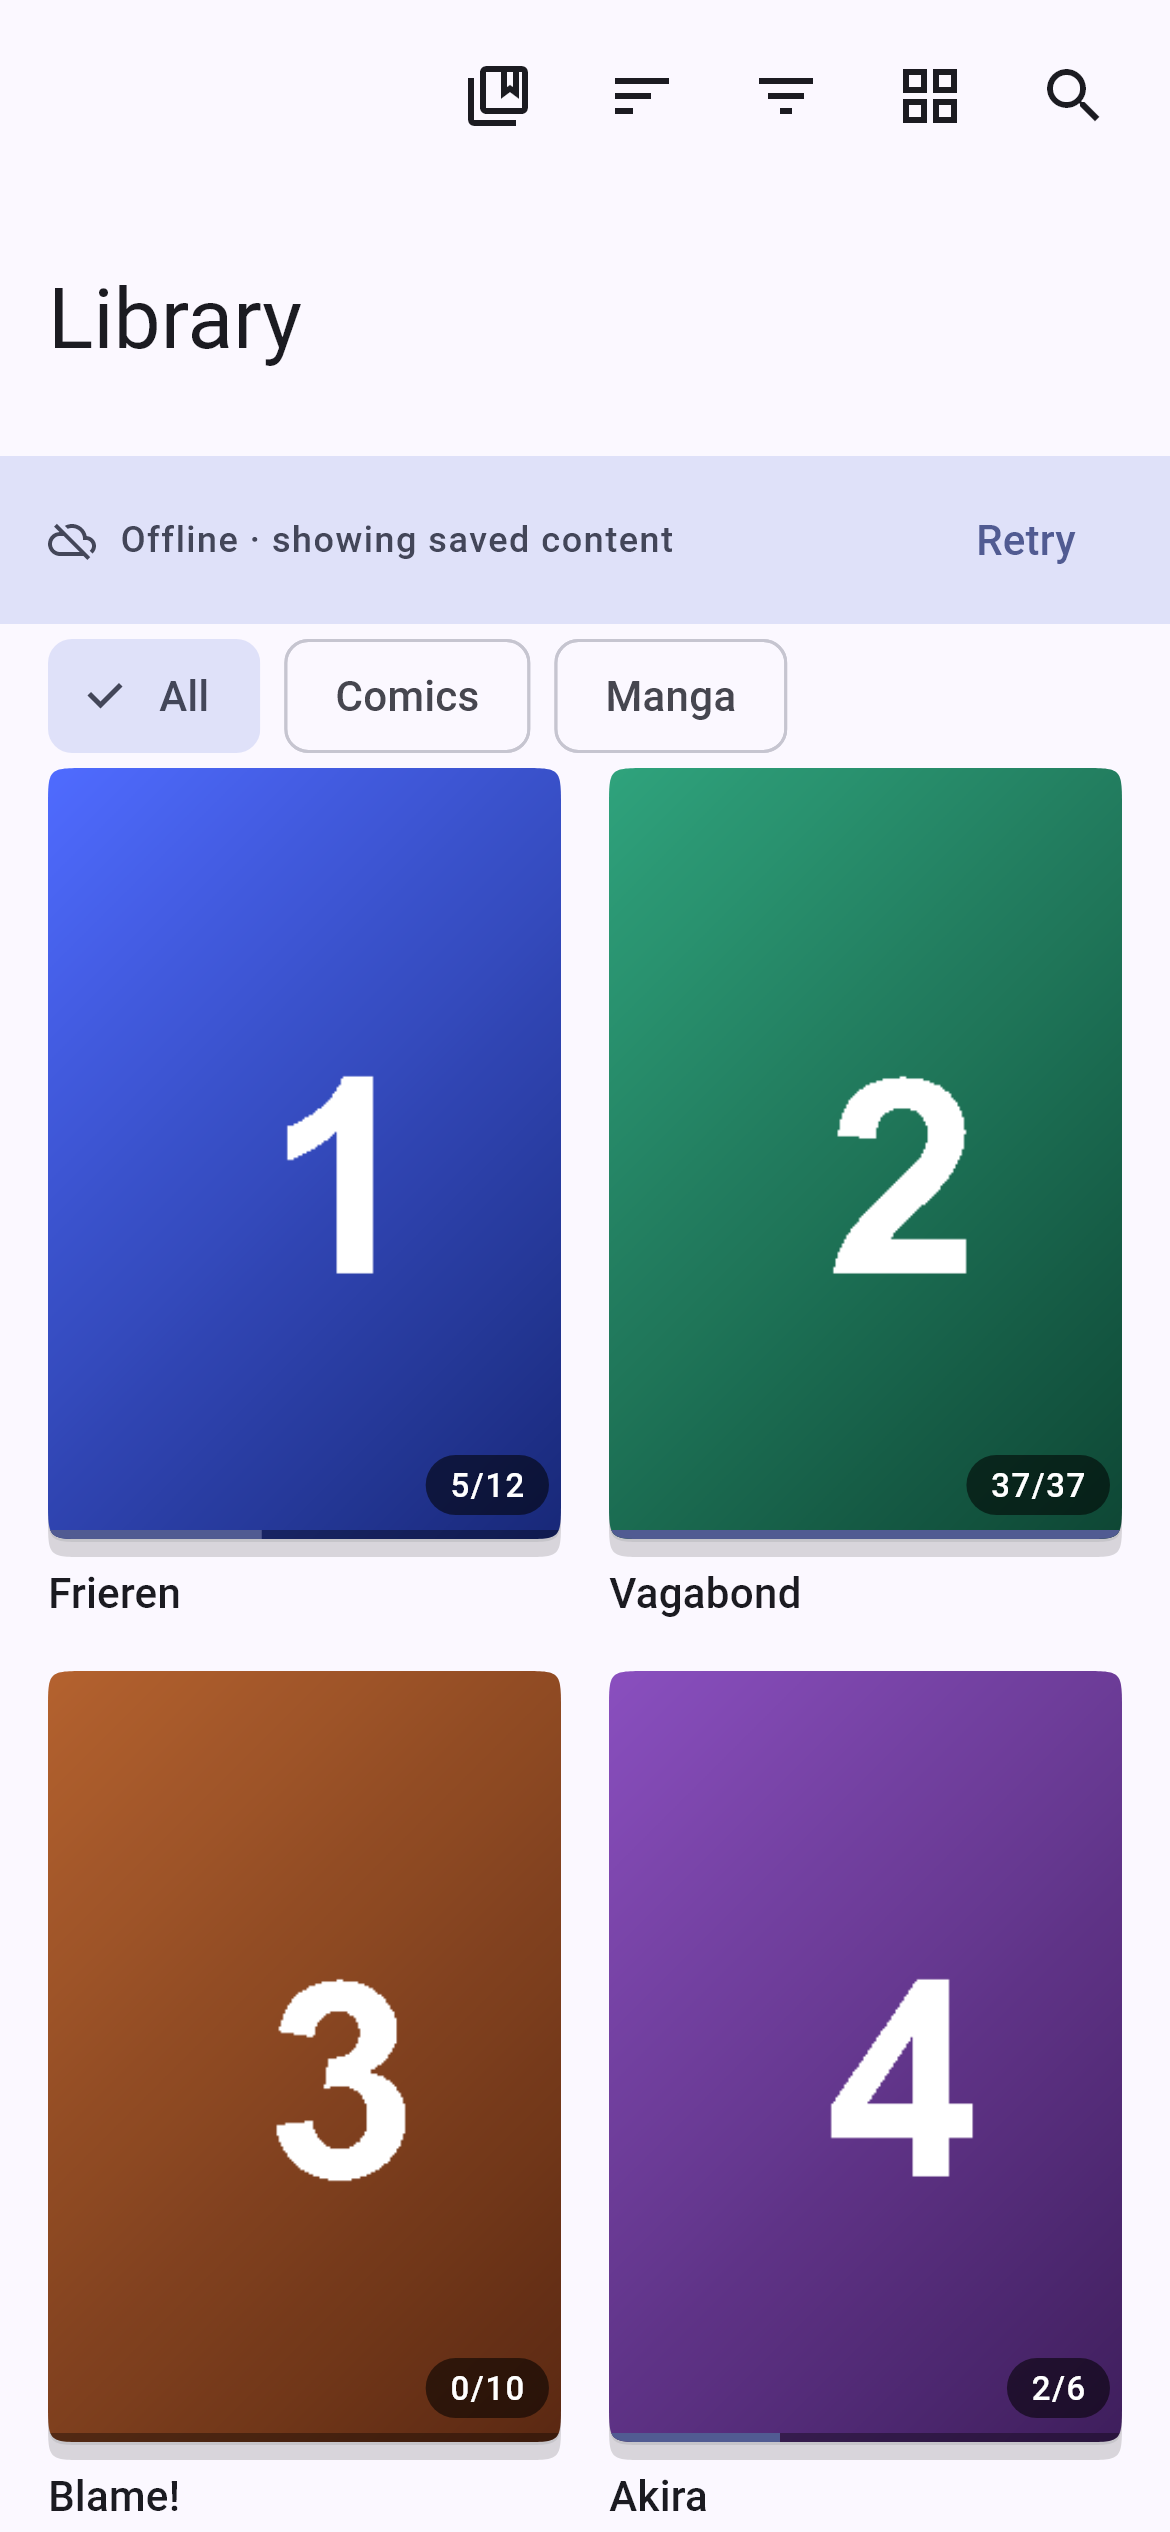 Library
Offline · showing saved content
Retry
All
Comics
Manga
1
5/12
Frieren
2
37/37
Vagabond
3
0/10
Blame!
4
2/6
Akira